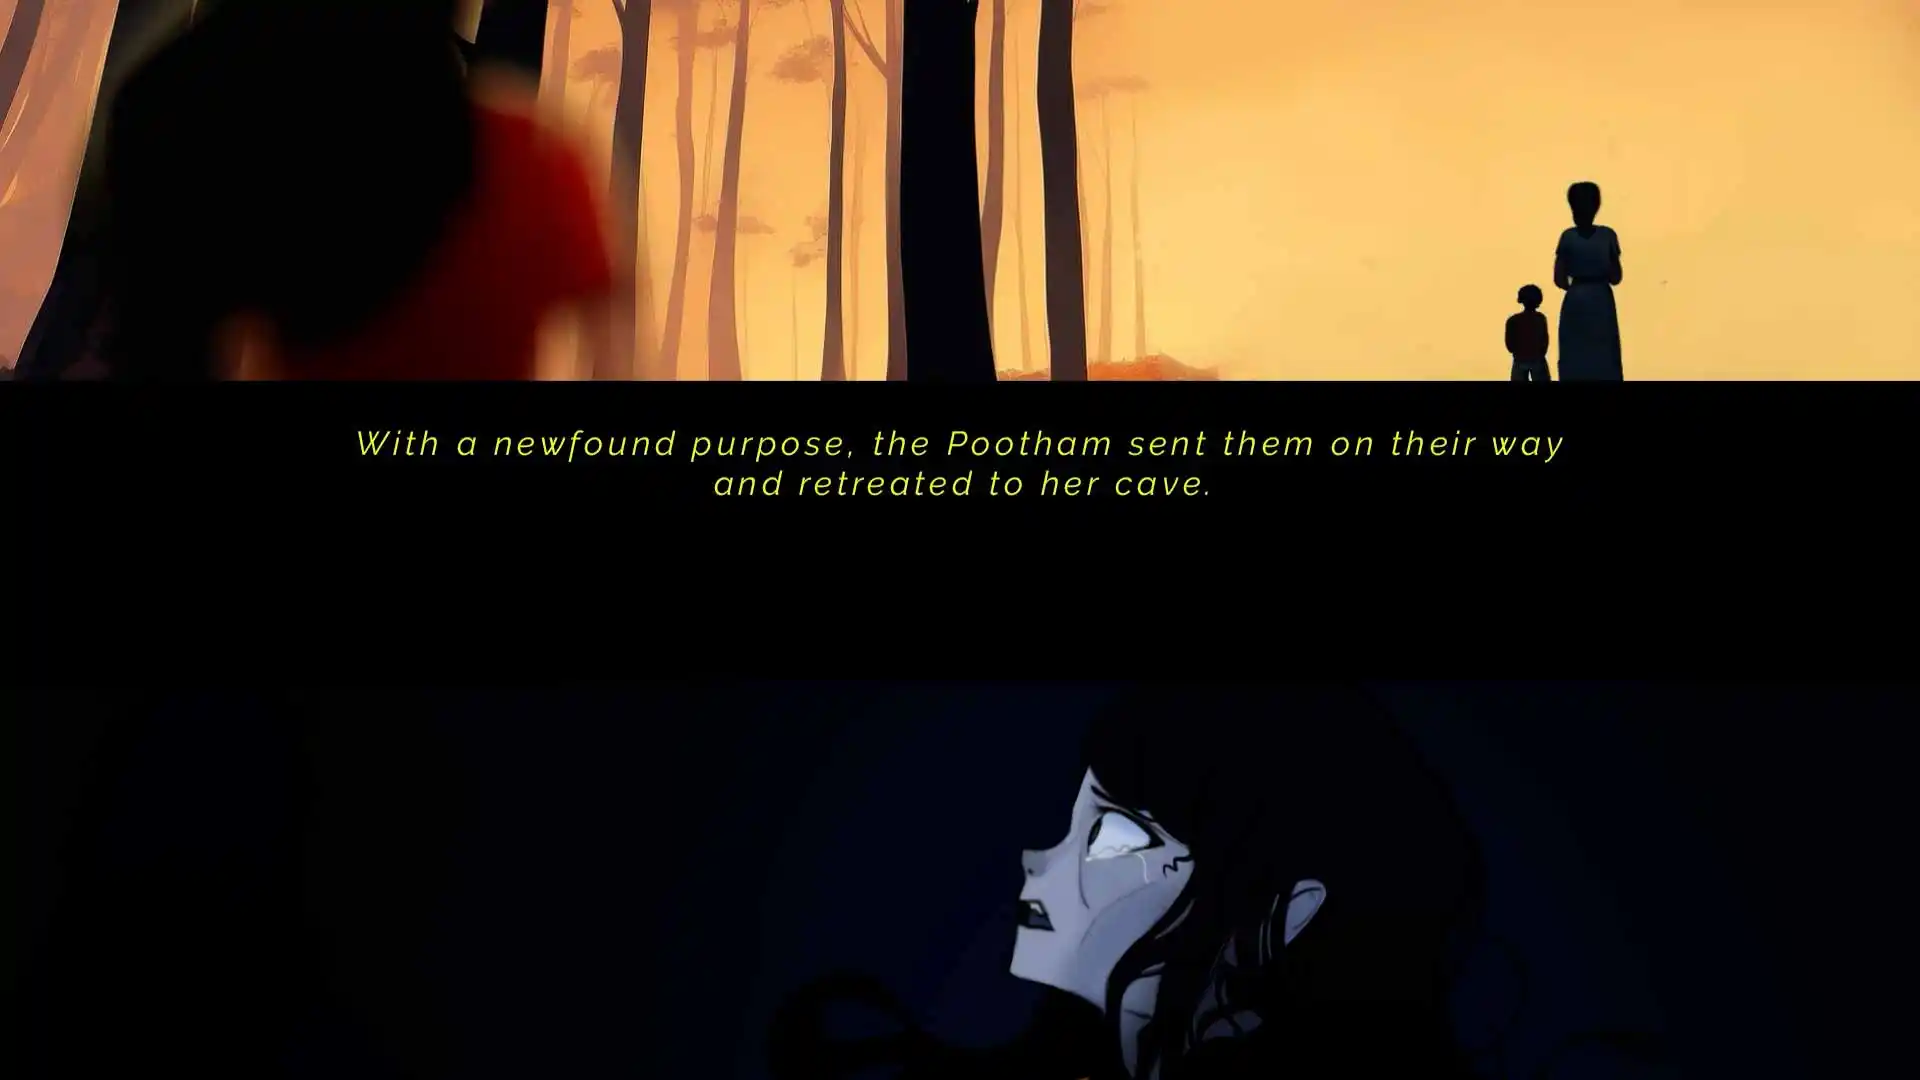 With a newfound purpose, the Pootham sent them on their way
and retreated to her cave.